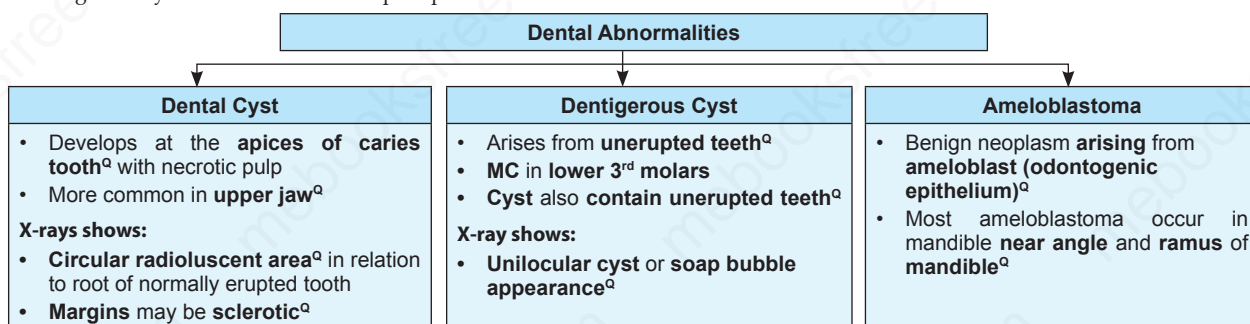 Dental Abnormalities
Dental Cyst
• Develops at the apices of caries
toothQ with necrotic pulp
• More common in upper jawQ
X-rays shows:
• Circular radioluscent areaQ in relation
to root of normally erupted tooth
• Margins may be scleroticQ
Dentigerous Cyst
• Arises from unerupted teethQ
• MC in lower 3rd molars
• Cyst also contain unerupted teethQ
X-ray shows:
• Unilocular cyst or soap bubble
appearanceQ
Ameloblastoma
• Benign neoplasm arising from
ameloblast (odontogenic
epithelium)Q
• Most ameloblastoma occur in
mandible near angle and ramus of
mandibleQ